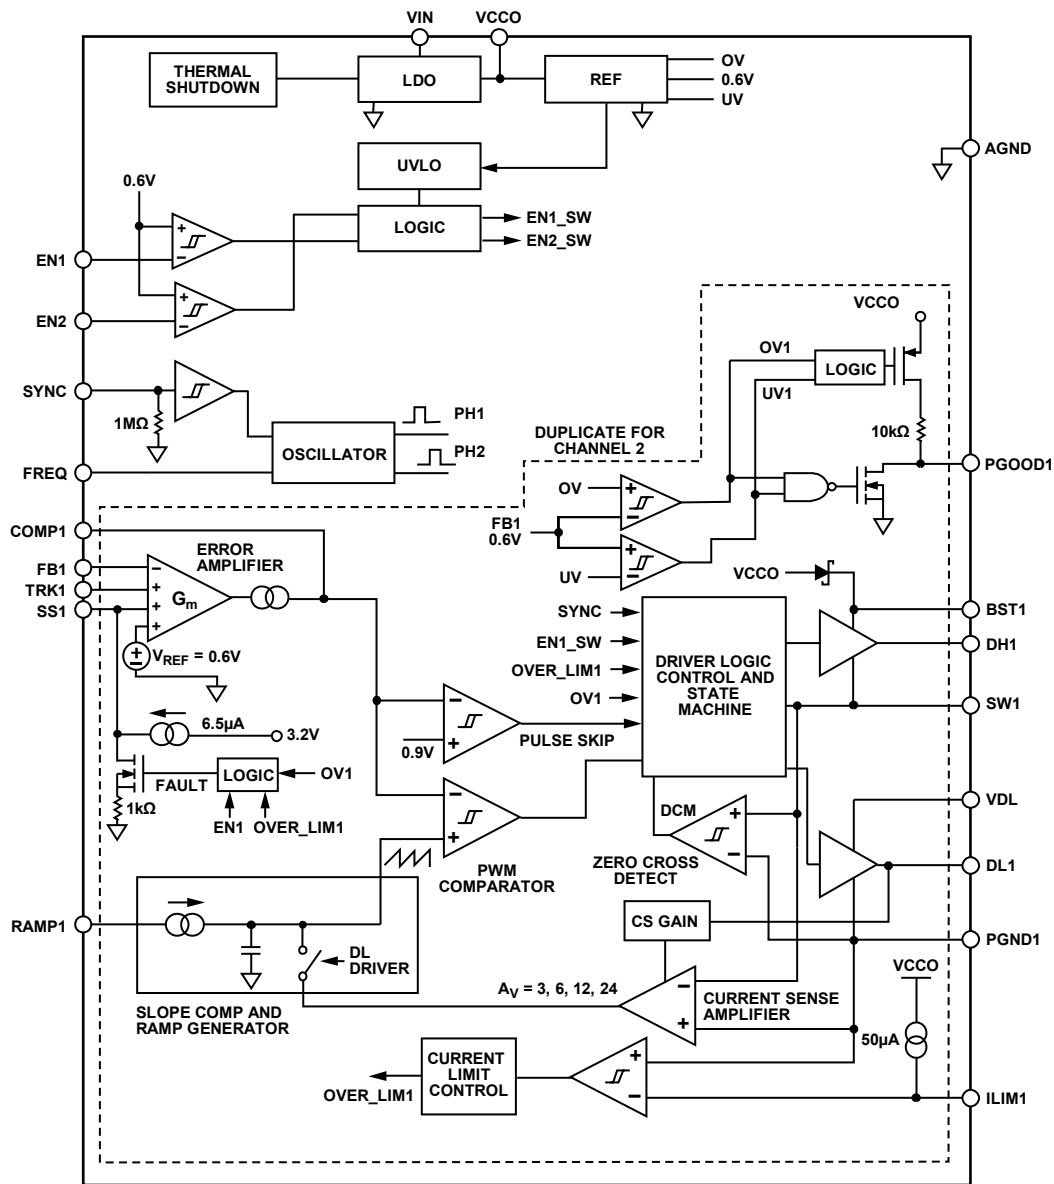 VIN
VCCO
THERMAL
SHUTDOWN
LDO
REF
OV
0.6V
UV
AGND
UVLO
0.6V
LOGIC
EN1_SW
EN2_SW
+
−
EN1
+
−
EN2
VCCO
OV1
LOGIC
UV1
SYNC
1MΩ
10kΩ
PH1
OSCILLATOR
PH2
FREQ
DUPLICATE FOR
CHANNEL 2
PGOOD1
OV
+
−
FB1
0.6V
+
−
UV
COMP1
ERROR
AMPLIFIER
FB1
−
TRK1
+
Gm
SS1
+
+
VREF = 0.6V
+
−
VCCO
BST1
SYNC
EN1_SW
OVER_LIM1
OV1
DRIVER LOGIC
CONTROL AND
STATE
MACHINE
DH1
SW1
6.5µA
3.2V
−
0.9V
+
PULSE SKIP
FAULT
LOGIC
OV1
1kΩ
EN1
OVER_LIM1
−
+
PWM
COMPARATOR
DCM
+
−
ZERO CROSS
DETECT
VDL
DL1
RAMP1
DL
DRIVER
SLOPE COMP AND
RAMP GENERATOR
CS GAIN
PGND1
AV = 3, 6, 12, 24
−
+
CURRENT SENSE
AMPLIFIER
VCCO
50µA
CURRENT
LIMIT
CONTROL
OVER_LIM1
+
−
ILIM1